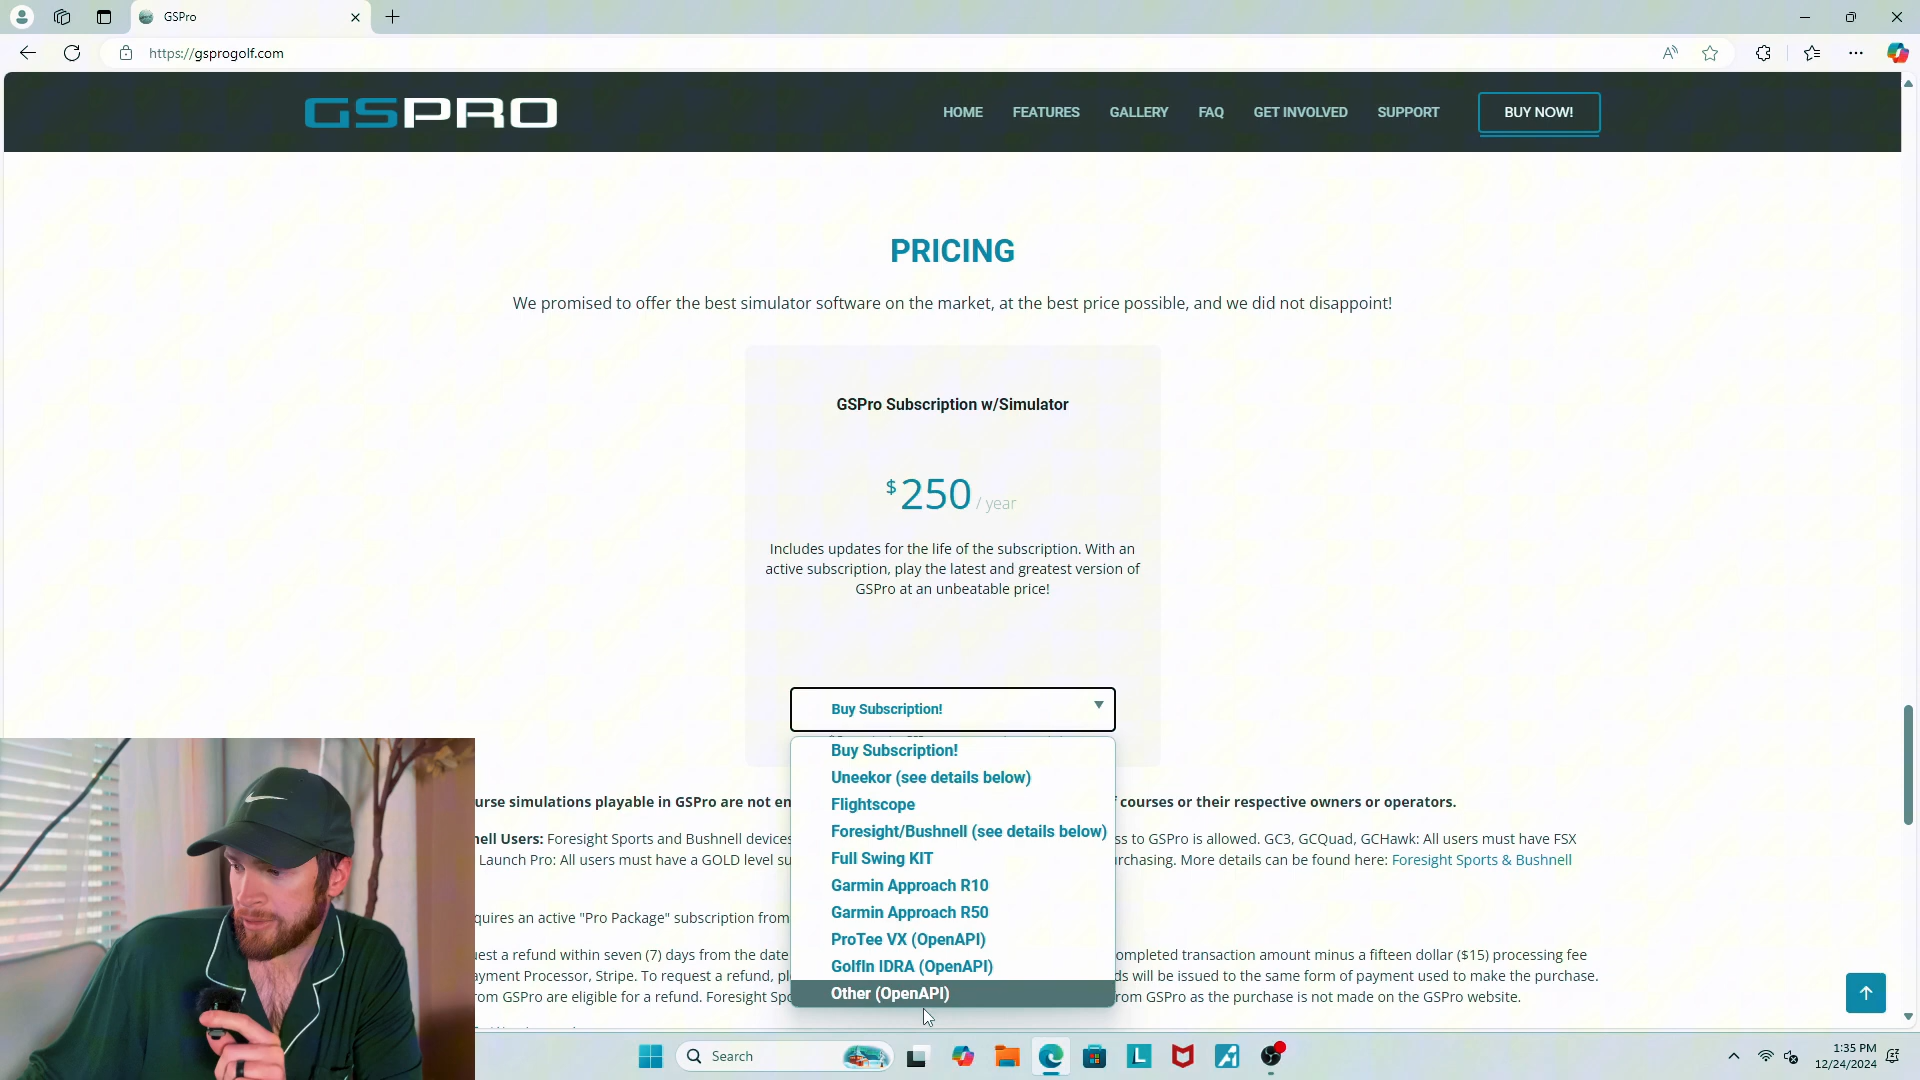 GSPro
https://gsprogolf.com
GSPRO
HOME FEATURES GALLERY FAQ GET INVOLVED SUPPORT BUY NOW!
PRICING
We promised to offer the best simulator software on the market, at the best price possible, and we did not disappoint!
GSPro Subscription w/Simulator
$250 / year
Includes updates for the life of the subscription. With an
active subscription, play the latest and greatest version of
GSPro at an unbeatable price!
Buy Subscription!
Buy Subscription!
Uneekor (see details below)
Flightscope
Foresight/Bushnell (see details below)
Full Swing KIT
Garmin Approach R10
Garmin Approach R50
ProTee VX (OpenAPI)
GolfIn IDRA (OpenAPI)
Other (OpenAPI)
urse simulations playable in GSPro are not en courses or their respective owners or operators.
nell Users: Foresight Sports and Bushnell devices ss to GSPro is allowed. GC3, GCQuad, GCHawk: All users must have FSX
Launch Pro: All users must have a GOLD level su rchasing. More details can be found here: Foresight Sports & Bushnell
quires an active "Pro Package" subscription from
est a refund within seven (7) days from the date ompleted transaction amount minus a fifteen dollar ($15) processing fee
ayment Processor, Stripe. To request a refund, pl ds will be issued to the same form of payment used to make the purchase.
rom GSPro are eligible for a refund. Foresight Spo rom GSPro as the purchase is not made on the GSPro website.
Search
1:35 PM
12/24/2024